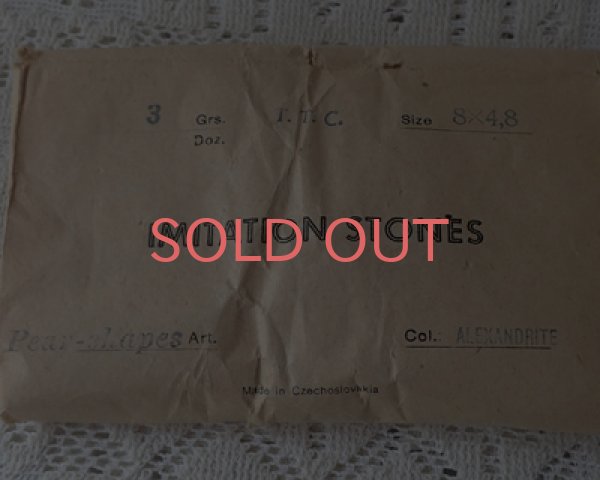 3 Grs. T. T. C. Size 8×4,8
Doz.
IMITATION STONES
SOLD OUT
Pear-shapes Art. Col.: ALEXANDRITE
Made in Czechoslovakia